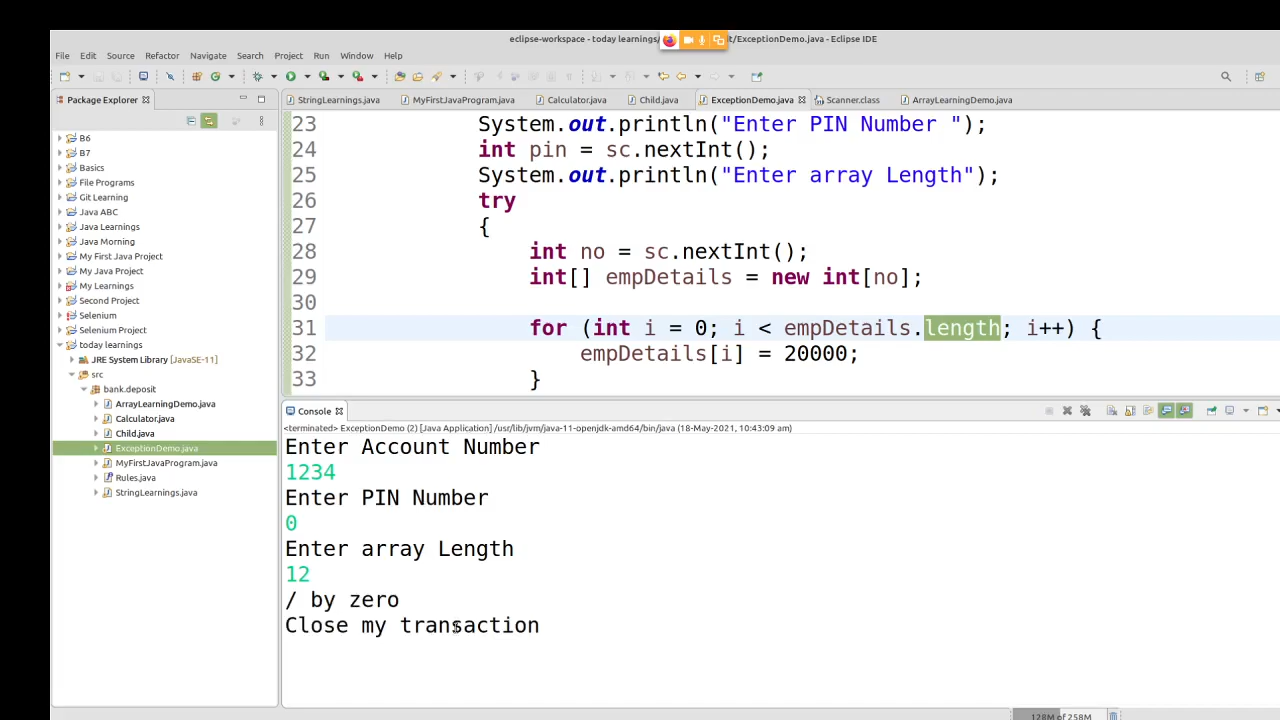 eclipse-workspace - today learnings/ t/ExceptionDemo.java - Eclipse IDE
File Edit Source Refactor Navigate Search Project Run Window Help
Package Explorer
StringLearnings.java MyFirstJavaProgram.java Calculator.java Child.java ExceptionDemo.java Scanner.class ArrayLearningDemo.java
B6
B7
Basics
File Programs
Git Learning
Java ABC
Java Learnings
Java Morning
My First Java Project
My Java Project
My Learnings
Second Project
Selenium
Selenium Project
today learnings
JRE System Library [JavaSE-11]
src
bank.deposit
ArrayLearningDemo.java
Calculator.java
Child.java
ExceptionDemo.java
MyFirstJavaProgram.java
Rules.java
StringLearnings.java
23 System.out.println("Enter PIN Number ");
24 int pin = sc.nextInt();
25 System.out.println("Enter array Length");
26 try
27 {
28 int no = sc.nextInt();
29 int[] empDetails = new int[no];
30
31 for (int i = 0; i < empDetails.length; i++) {
32 empDetails[i] = 20000;
33 }
Console
<terminated> ExceptionDemo (2) [Java Application] /usr/lib/jvm/java-11-openjdk-amd64/bin/java (18-May-2021, 10:43:09 am)
Enter Account Number
1234
Enter PIN Number
0
Enter array Length
12
/ by zero
Close my transaction
128M of 258M